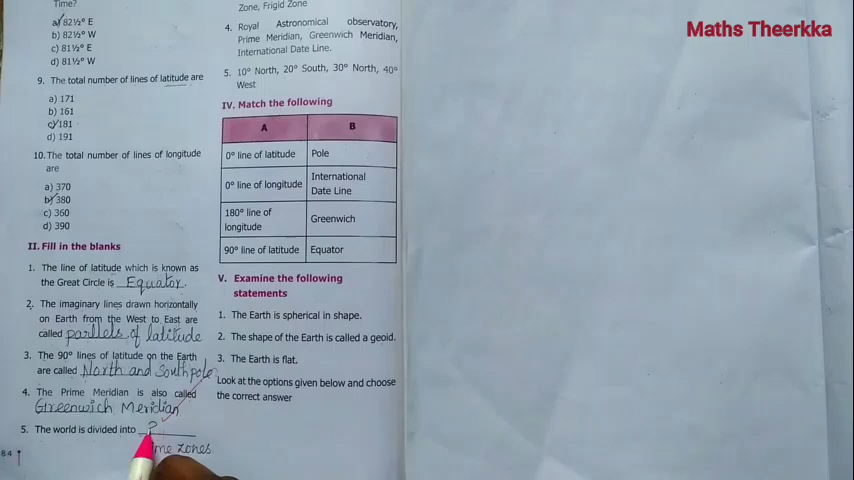 Time?
a) 82½° E
b) 82½° W
c) 81½° E
d) 81½° W
9. The total number of lines of latitude are
a) 171
b) 161
c) 181
d) 191
10. The total number of lines of longitude
are
a) 370
b) 380
c) 360
d) 390
II. Fill in the blanks
1. The line of latitude which is known as
the Great Circle is Equator.
2. The imaginary lines drawn horizontally
on Earth from the West to East are
called parllels of latitude
3. The 90° lines of latitude on the Earth
are called North and South pole
4. The Prime Meridian is also called
Greenwich Meridian
5. The world is divided into ?
me zones
84
Zone, Frigid Zone
4. Royal Astronomical observatory,
Prime Meridian, Greenwich Meridian,
International Date Line.
5. 10° North, 20° South, 30° North, 40°
West
IV. Match the following
A B
0° line of latitude Pole
0° line of longitude International
Date Line
180° line of
longitude Greenwich
90° line of latitude Equator
V. Examine the following
statements
1. The Earth is spherical in shape.
2. The shape of the Earth is called a geoid.
3. The Earth is flat.
Look at the options given below and choose
the correct answer
Maths Theerkka